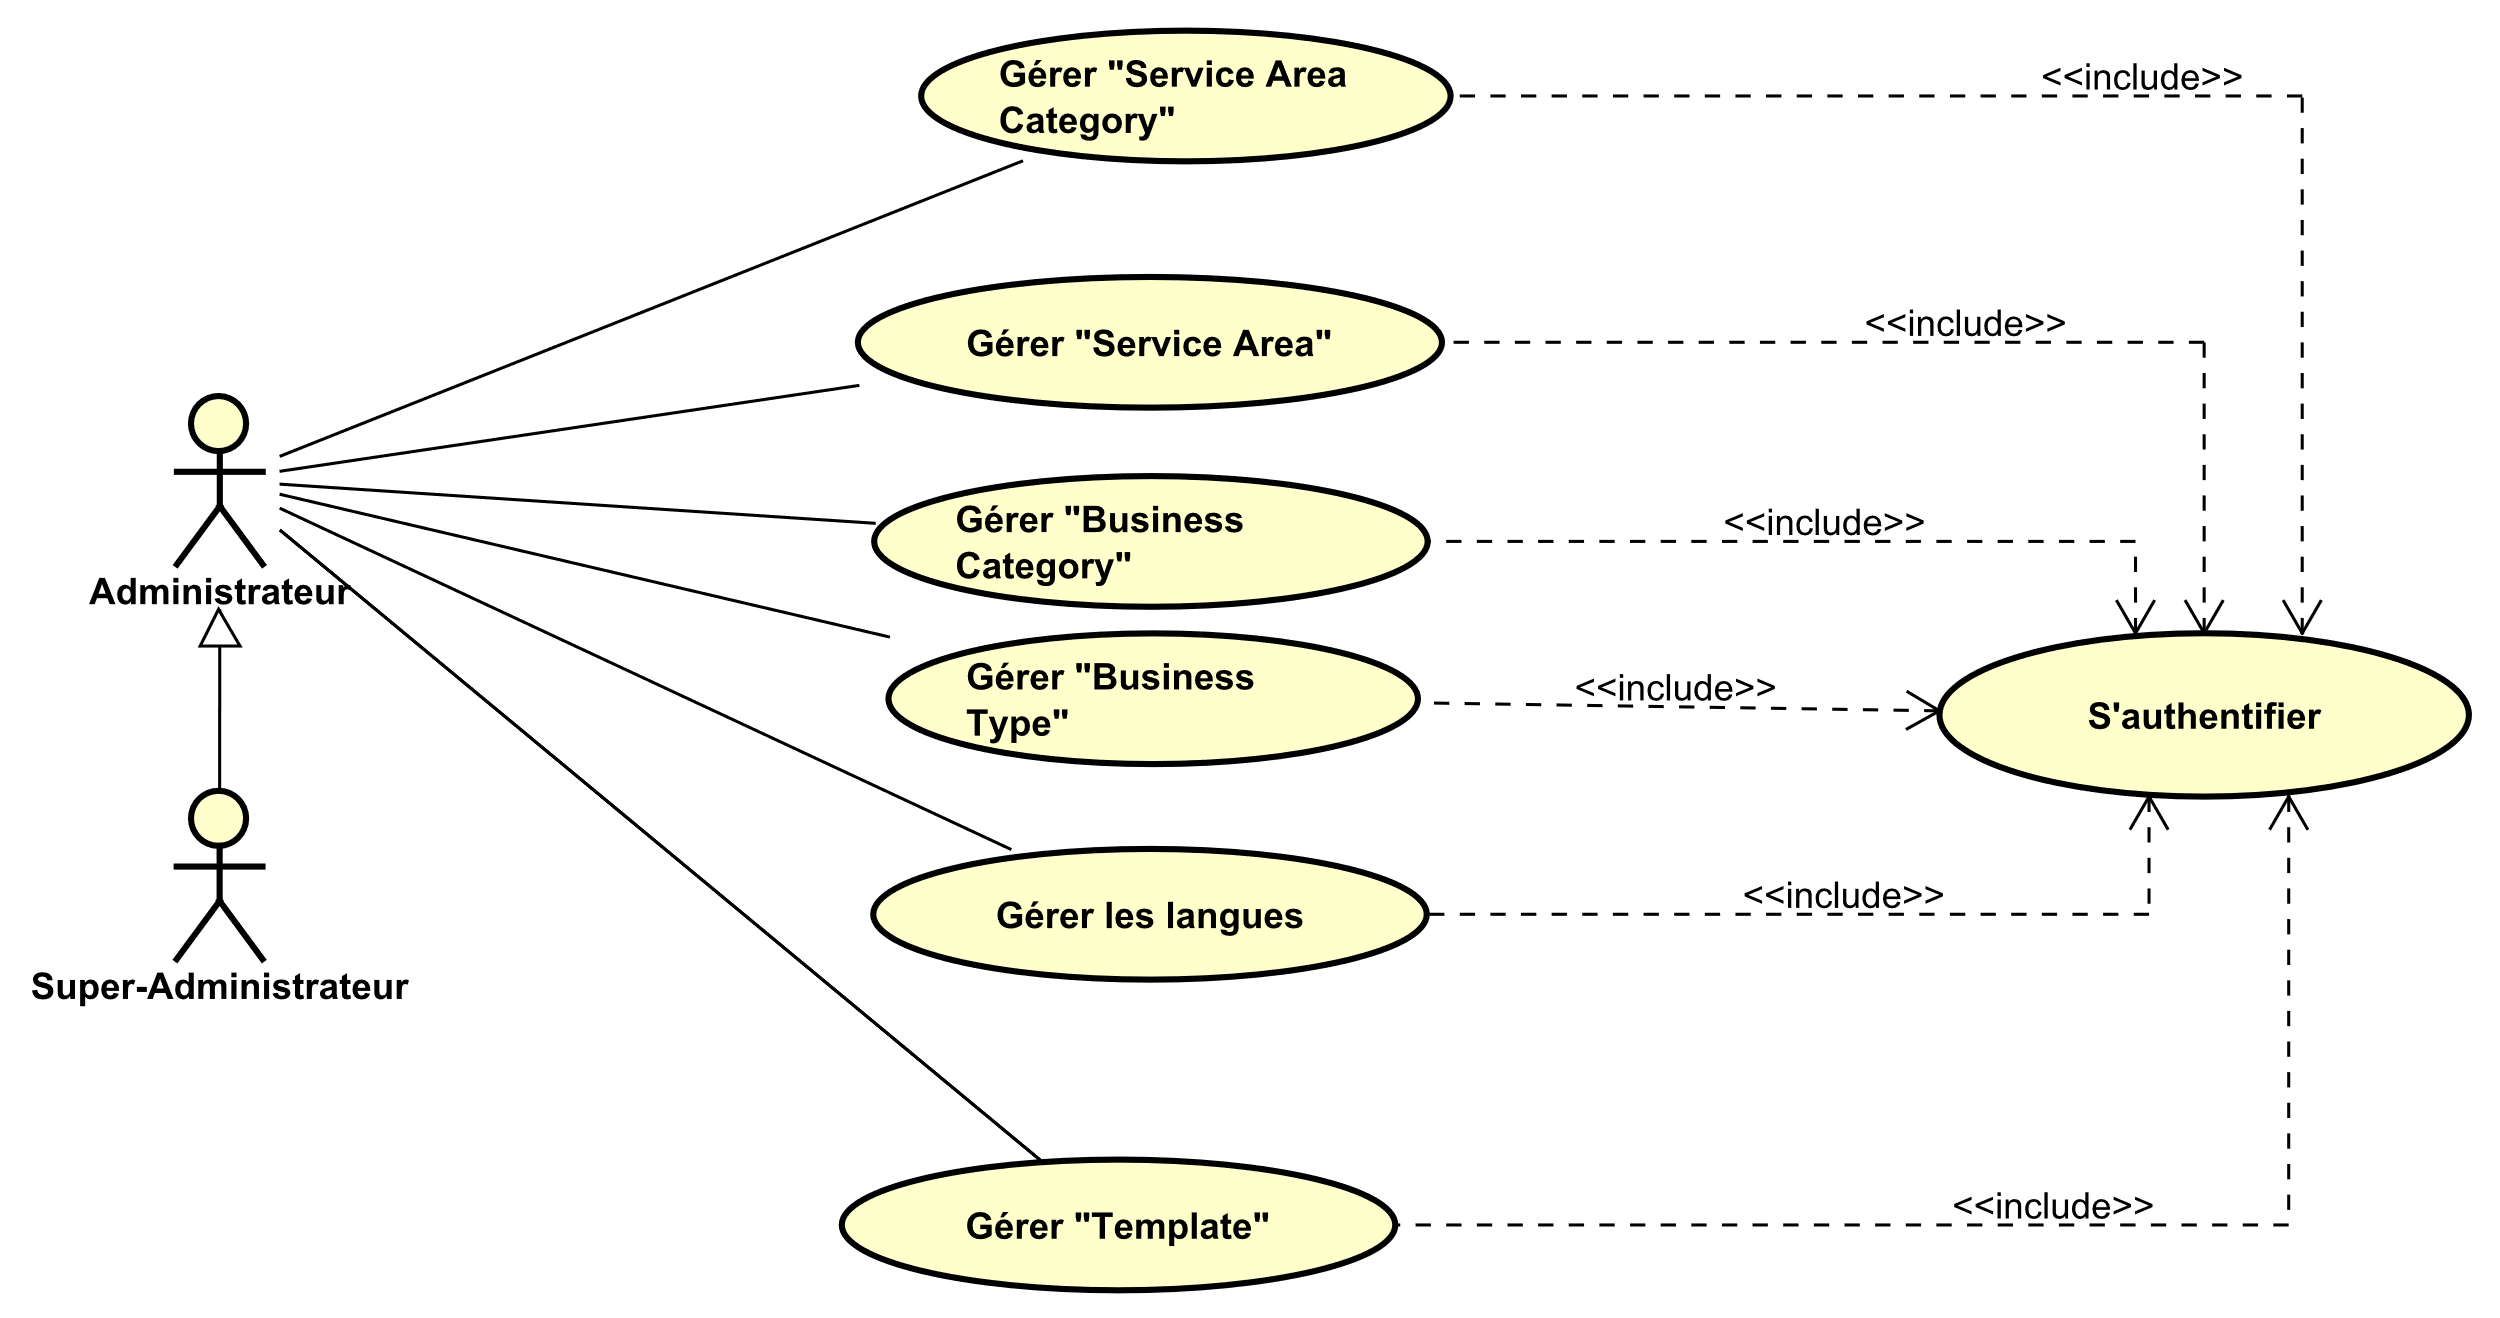 Gérer "Service Area
Category"
<<include>>
Gérer "Service Area"
<<include>>
Gérer "Business
Category"
<<include>>
Administrateur
Gérer "Business
Type"
<<include>>
S'authentifier
Gérer les langues
<<include>>
Super-Administrateur
Gérer "Template"
<<include>>